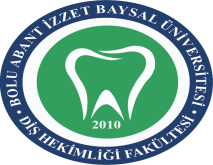 BOLU ABANT İZZET BAYSAL ÜNİVERSİTESİ
• DİŞ HEKİMLİĞİ FAKÜLTESİ •
2010